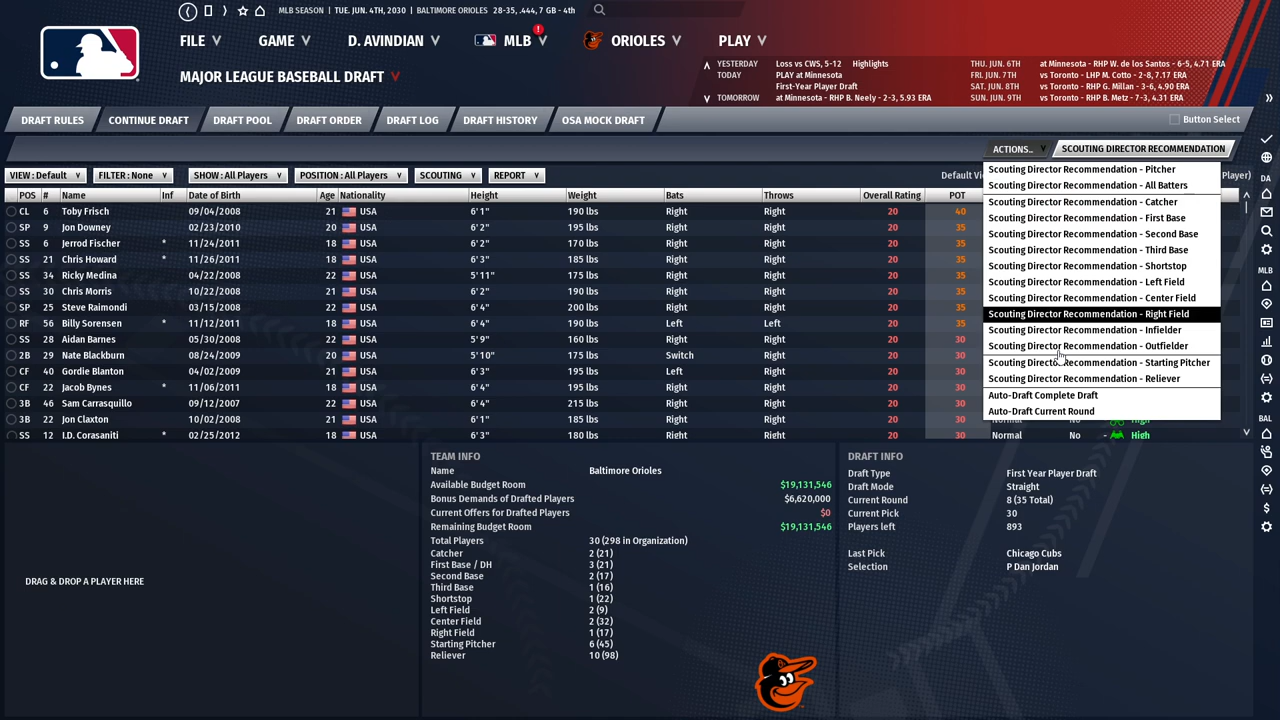 MLB SEASON | TUE. JUN. 4TH, 2030 | BALTIMORE ORIOLES 28-35, .444, 7 GB - 4th
FILE GAME D. AVINDIAN MLB ORIOLES PLAY
MAJOR LEAGUE BASEBALL DRAFT
YESTERDAY Loss vs CWS, 5-12 Highlights THU. JUN. 6TH at Minnesota - RHP W. de los Santos - 6-5, 4.71 ERA
TODAY PLAY at Minnesota FRI. JUN. 7TH vs Toronto - LHP M. Cotto - 2-8, 7.17 ERA
First-Year Player Draft SAT. JUN. 8TH vs Toronto - RHP G. Millan - 3-6, 4.90 ERA
TOMORROW at Minnesota - RHP B. Neely - 2-3, 5.93 ERA SUN. JUN. 9TH vs Toronto - RHP B. Metz - 7-3, 4.31 ERA
DRAFT RULES CONTINUE DRAFT DRAFT POOL DRAFT ORDER DRAFT LOG DRAFT HISTORY OSA MOCK DRAFT Button Select
ACTIONS.. SCOUTING DIRECTOR RECOMMENDATION
VIEW : Default FILTER : None SHOW : All Players POSITION : All Players SCOUTING REPORT Default Player)
POS # Name Inf Date of Birth Age Nationality Height Weight Bats Throws Overall Rating POT
CL 6 Toby Frisch 09/04/2008 21 USA 6'1" 190 lbs Right Right 20 40
SP 9 Jon Downey 02/23/2010 20 USA 6'2" 195 lbs Right Right 20 35
SS 6 Jerrod Fischer * 11/24/2011 18 USA 6'2" 170 lbs Right Right 20 35
SS 21 Chris Howard * 11/26/2011 18 USA 6'3" 185 lbs Right Right 20 35
SS 34 Ricky Medina 04/22/2008 22 USA 5'11" 175 lbs Right Right 20 35
SS 30 Chris Morris 10/22/2008 21 USA 6'2" 190 lbs Right Right 20 35
SP 25 Steve Raimondi 03/15/2008 22 USA 6'2" 200 lbs Right Right 20 35
RF 56 Billy Sorensen * 11/12/2011 18 USA 6'4" 190 lbs Left Left 20 35
SS 28 Aidan Barnes 05/30/2008 22 USA 6'2" 195 lbs Right Right 20 30
2B 29 Nate Blackburn 08/24/2009 20 USA 5'10" 175 lbs Switch Right 20 30
CF 40 Gordie Blanton 04/02/2009 21 USA 6'3" 195 lbs Left Right 20 30
CF 22 Jacob Bynes * 11/06/2011 18 USA 6'4" 195 lbs Right Right 20 30
3B 46 Sam Carrasquillo 09/12/2007 22 USA 6'4" 215 lbs Right Right 20 30
3B 22 Jon Claxton 10/02/2008 21 USA 6'1" 190 lbs Right Right 20 30 Normal No - High
SS 12 I.D. Corasaniti * 02/25/2012 18 USA 6'3" 180 lbs Right Right 20 30 Normal No - High
Scouting Director Recommendation - Pitcher
Scouting Director Recommendation - All Batters
Scouting Director Recommendation - Catcher
Scouting Director Recommendation - First Base
Scouting Director Recommendation - Second Base
Scouting Director Recommendation - Third Base
Scouting Director Recommendation - Shortstop
Scouting Director Recommendation - Left Field
Scouting Director Recommendation - Center Field
Scouting Director Recommendation - Right Field
Scouting Director Recommendation - Infielder
Scouting Director Recommendation - Outfielder
Scouting Director Recommendation - Starting Pitcher
Scouting Director Recommendation - Reliever
Auto-Draft Complete Draft
Auto-Draft Current Round
DRAG & DROP A PLAYER HERE
TEAM INFO
Name Baltimore Orioles
Available Budget Room $19,131,546
Bonus Demands of Drafted Players $6,620,000
Current Offers for Drafted Players $0
Remaining Budget Room $19,131,546
Total Players 30 (298 in Organization)
Catcher 2 (21)
First Base / DH 3 (21)
Second Base 2 (17)
Third Base 1 (16)
Shortstop 1 (22)
Left Field 2 (9)
Center Field 2 (32)
Right Field 1 (17)
Starting Pitcher 6 (45)
Reliever 10 (98)
DRAFT INFO
Draft Type First Year Player Draft
Draft Mode Straight
Current Round 8 (35 Total)
Current Pick 30
Players left 893
Last Pick Chicago Cubs
Selection P Dan Jordan
DA
MLB
BAL